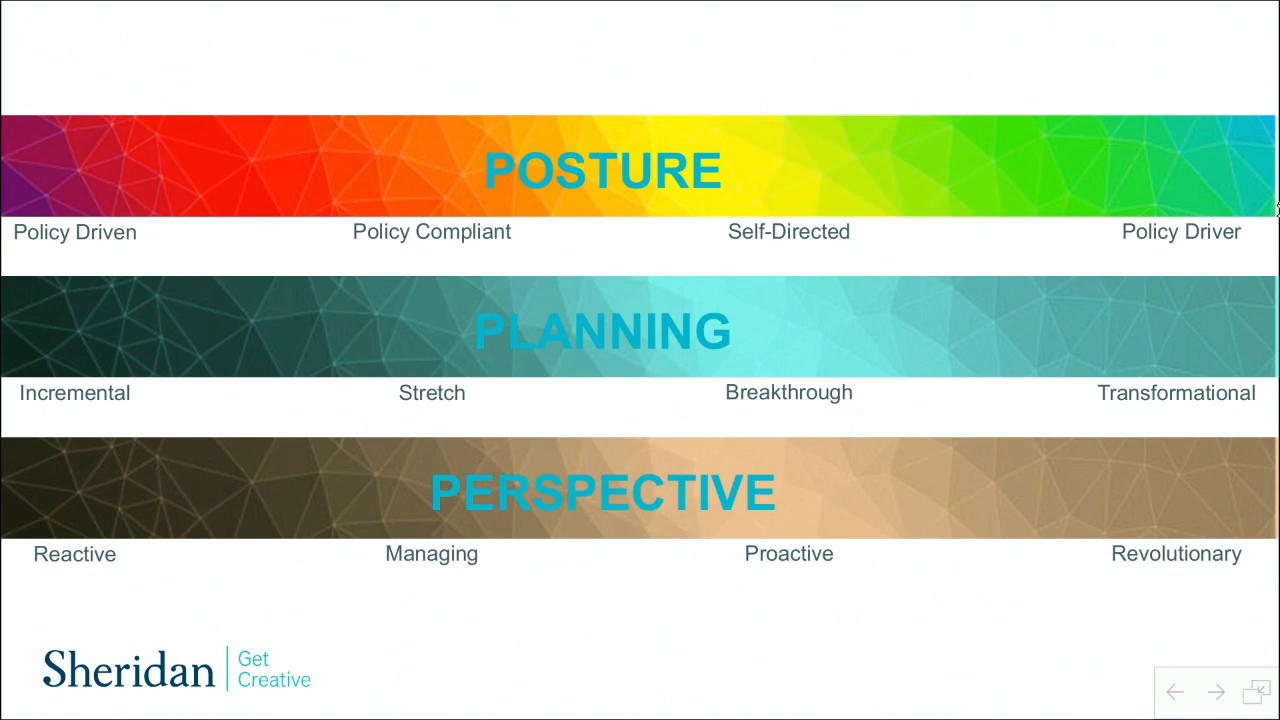 POSTURE
Policy Driven Policy Compliant Self-Directed Policy Driver
PLANNING
Incremental Stretch Breakthrough Transformational
PERSPECTIVE
Reactive Managing Proactive Revolutionary
Sheridan Get
Creative